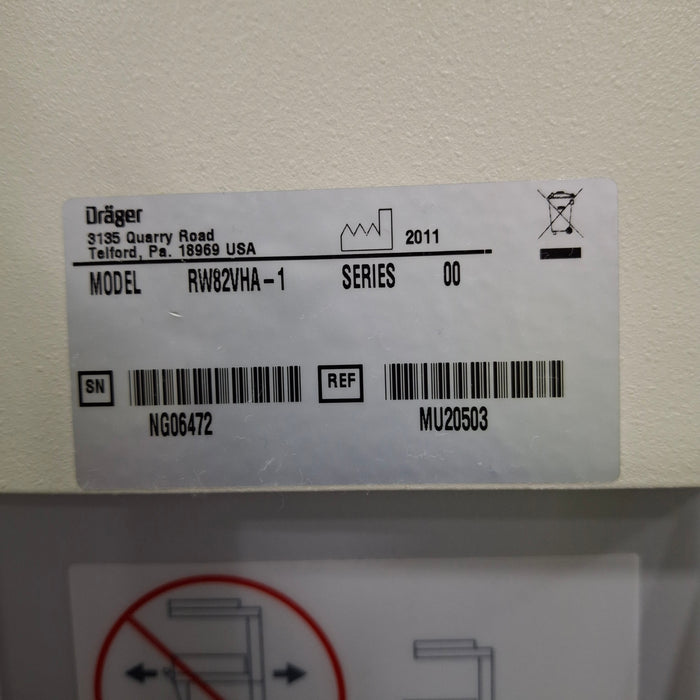 Dräger
3135 Quarry Road
Telford, Pa. 18969 USA
2011
MODEL RW82VHA-1 SERIES 00
SN
REF
NG06472
MU20503